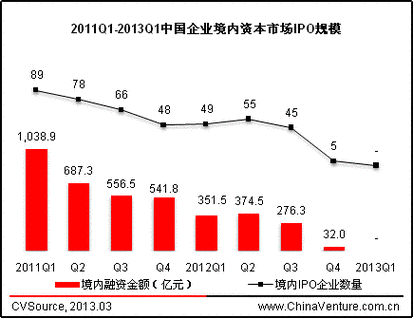 2011Q1-2013Q1中国企业境内资本市场IPO规模
89 78 66 48 49 55 45 5 -
1,038.9 687.3 556.5 541.8 351.5 374.5 276.3 32.0 -
2011Q1 Q2 Q3 Q4 2012Q1 Q2 Q3 Q4 2013Q1
境内融资金额（亿元） 境内IPO企业数量
CVSource, 2013.03 www.ChinaVenture.com.cn